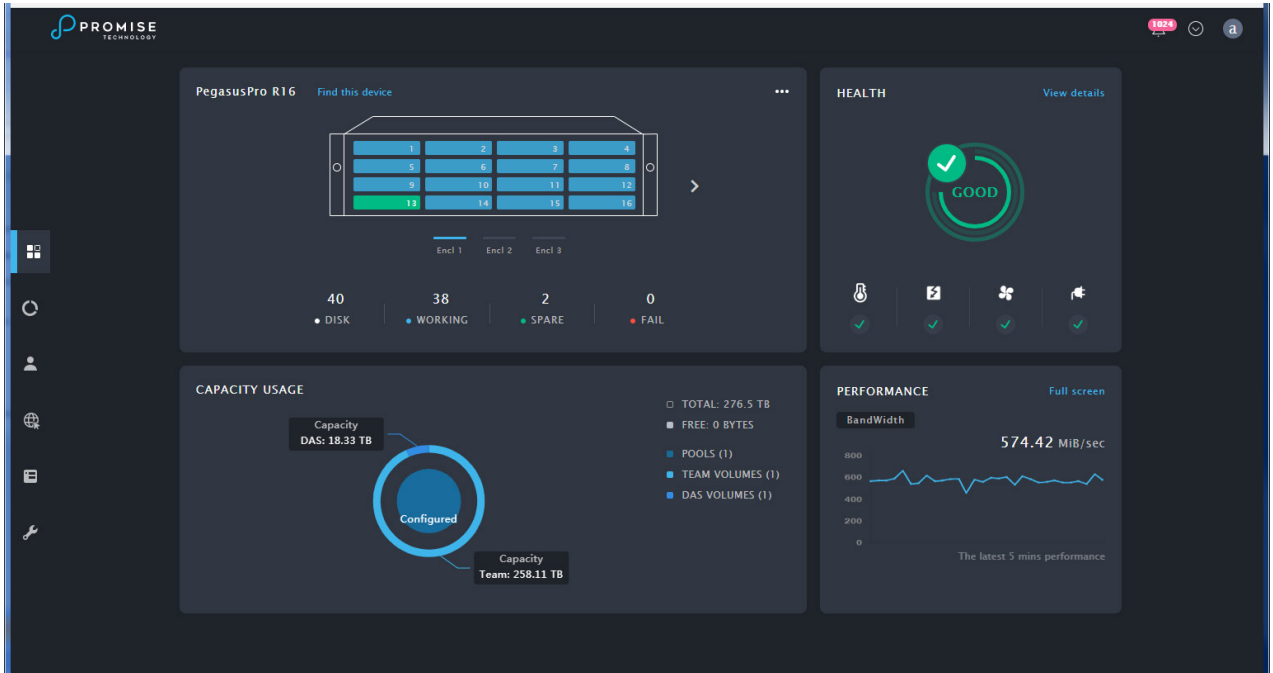 PROMISE
TECHNOLOGY
1024
a
PegasusPro R16 Find this device
1 2 3 4
5 6 7 8
9 10 11 12
13 14 15 16
Encl 1 Encl 2 Encl 3
40 38 2 0
DISK WORKING SPARE FAIL
HEALTH View details
GOOD
CAPACITY USAGE
Capacity
DAS: 18.33 TB
Configured
Capacity
Team: 258.11 TB
TOTAL: 276.5 TB
FREE: 0 BYTES
POOLS (1)
TEAM VOLUMES (1)
DAS VOLUMES (1)
PERFORMANCE Full screen
BandWidth
574.42 MiB/sec
800
600
400
200
0
The latest 5 mins performance